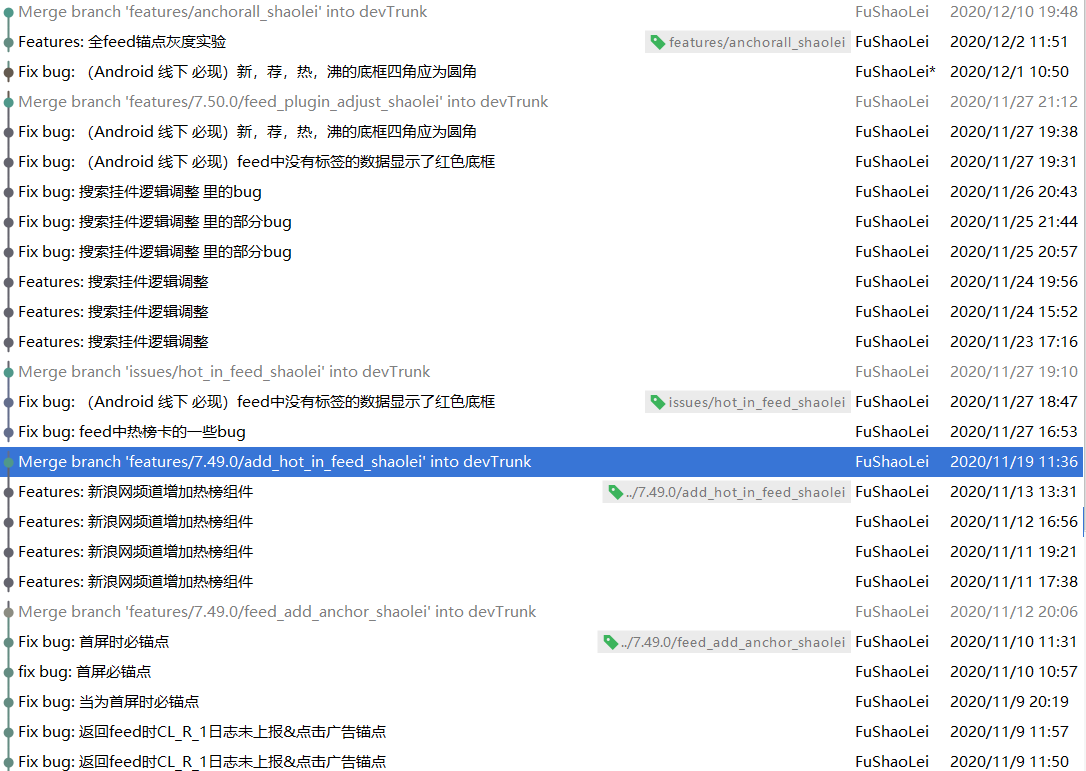 Merge branch 'features/anchorall_shaolei' into devTrunk FuShaoLei 2020/12/10 19:48
Features: 全feed锚点灰度实验 features/anchorall_shaolei FuShaoLei 2020/12/2 11:51
Fix bug: （Android 线下 必现）新，荐，热，沸的底框四角应为圆角 FuShaoLei* 2020/12/1 10:50
Merge branch 'features/7.50.0/feed_plugin_adjust_shaolei' into devTrunk FuShaoLei 2020/11/27 21:12
Fix bug: （Android 线下 必现）新，荐，热，沸的底框四角应为圆角 FuShaoLei 2020/11/27 19:38
Fix bug: （Android 线下 必现）feed中没有标签的数据显示了红色底框 FuShaoLei 2020/11/27 19:31
Fix bug: 搜索挂件逻辑调整 里的bug FuShaoLei 2020/11/26 20:43
Fix bug: 搜索挂件逻辑调整 里的部分bug FuShaoLei 2020/11/25 21:44
Fix bug: 搜索挂件逻辑调整 里的部分bug FuShaoLei 2020/11/25 20:57
Features: 搜索挂件逻辑调整 FuShaoLei 2020/11/24 19:56
Features: 搜索挂件逻辑调整 FuShaoLei 2020/11/24 15:52
Features: 搜索挂件逻辑调整 FuShaoLei 2020/11/23 17:16
Merge branch 'issues/hot_in_feed_shaolei' into devTrunk FuShaoLei 2020/11/27 19:10
Fix bug: （Android 线下 必现）feed中没有标签的数据显示了红色底框 issues/hot_in_feed_shaolei FuShaoLei 2020/11/27 18:47
Fix bug: feed中热榜卡的一些bug FuShaoLei 2020/11/27 16:53
Merge branch 'features/7.49.0/add_hot_in_feed_shaolei' into devTrunk FuShaoLei 2020/11/19 11:36
Features: 新浪网频道增加热榜组件 ../7.49.0/add_hot_in_feed_shaolei FuShaoLei 2020/11/13 13:31
Features: 新浪网频道增加热榜组件 FuShaoLei 2020/11/12 16:56
Features: 新浪网频道增加热榜组件 FuShaoLei 2020/11/11 19:21
Features: 新浪网频道增加热榜组件 FuShaoLei 2020/11/11 17:38
Merge branch 'features/7.49.0/feed_add_anchor_shaolei' into devTrunk FuShaoLei 2020/11/12 20:06
Fix bug: 首屏时必锚点 ../7.49.0/feed_add_anchor_shaolei FuShaoLei 2020/11/10 11:31
fix bug: 首屏必锚点 FuShaoLei 2020/11/10 10:57
Fix bug: 当为首屏时必锚点 FuShaoLei 2020/11/9 20:19
Fix bug: 返回feed时CL_R_1日志未上报&点击广告锚点 FuShaoLei 2020/11/9 11:57
Fix bug: 返回feed时CL_R_1日志未上报&点击广告锚点 FuShaoLei 2020/11/9 11:50